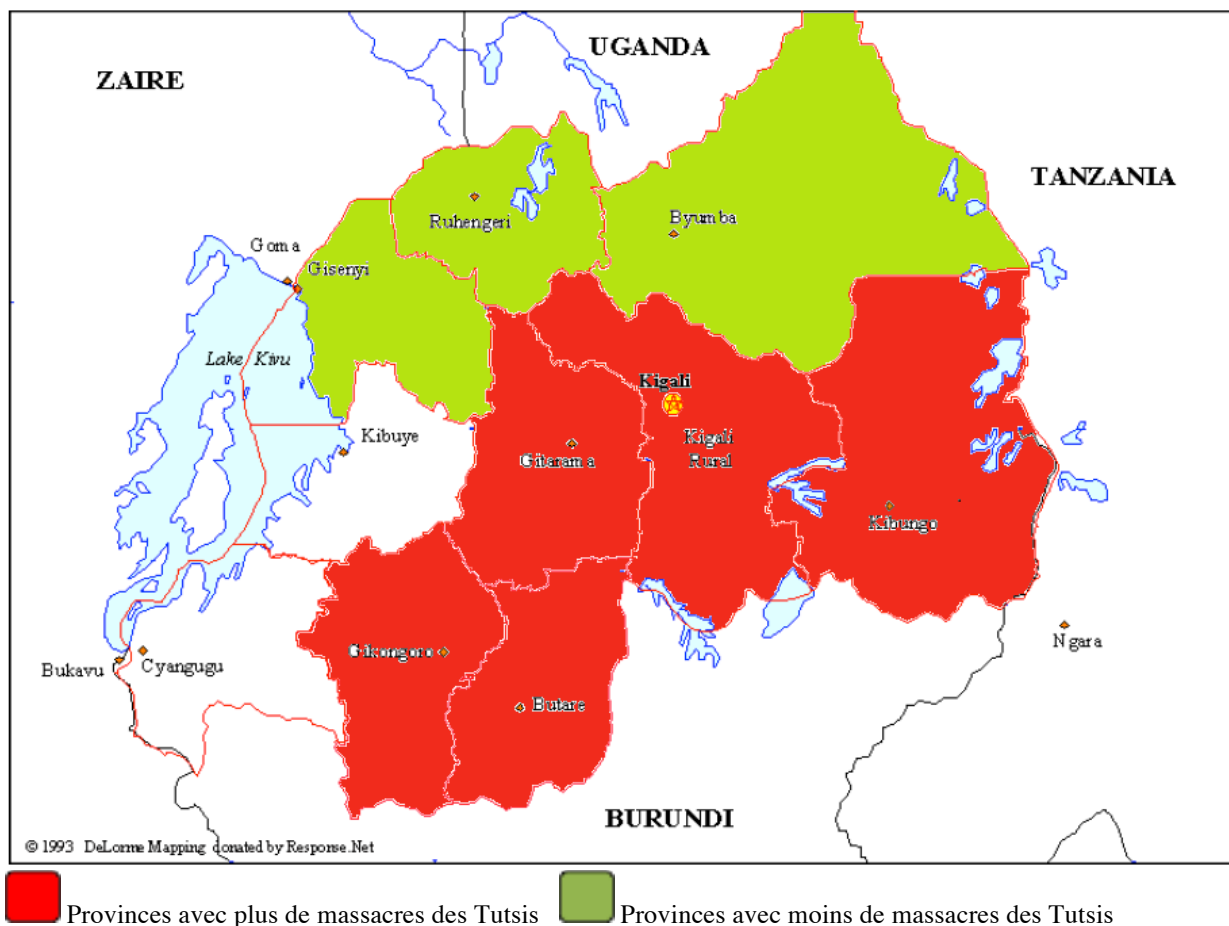 UGANDA
ZAIRE
TANZANIA
Ruhengeri
Byumba
Goma
Gisenyi
Lake Kivu
Kigali
Kibuye
Kigali
Rural
Gitarama
Kibungo
Ngara
Gikongoro
Bukavu
Cyangugu
Butare
BURUNDI
© 1993 DeLorme Mapping donated by Response.Net
Provinces avec plus de massacres des Tutsis
Provinces avec moins de massacres des Tutsis